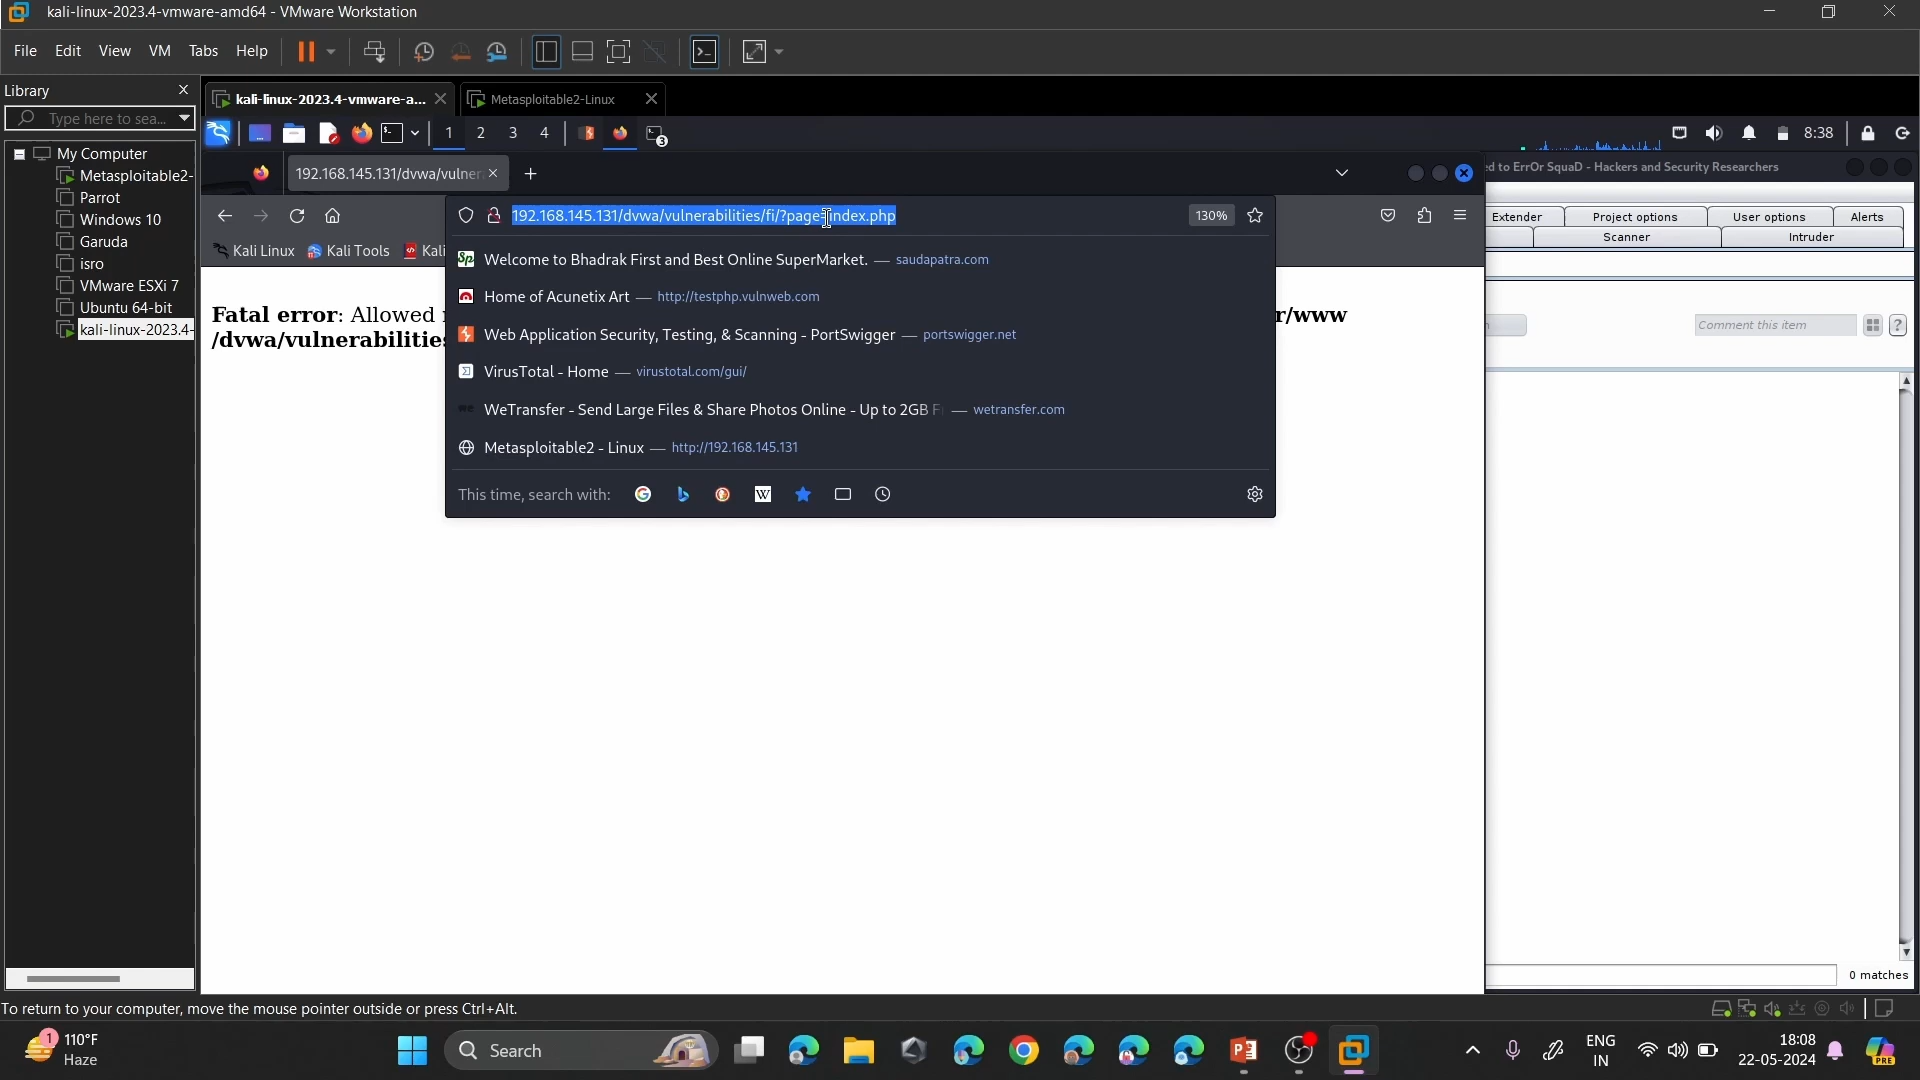 kali-linux-2023.4-vmware-amd64 - VMware Workstation
File Edit View VM Tabs Help
Library
Type here to sea...
My Computer
Metasploitable2-
Parrot
Windows 10
Garuda
isro
VMware ESXi 7
Ubuntu 64-bit
kali-linux-2023.4-
kali-linux-2023.4-vmware-a... Metasploitable2-Linux
1 2 3 4 3 8:38
192.168.145.131/dvwa/vulner
ed to ErrOr SquaD - Hackers and Security Researchers
192.168.145.131/dvwa/vulnerabilities/fi/?page=index.php 130%
Kali Linux Kali Tools Kali
Extender Project options User options Alerts
Scanner Intruder
Comment this item ?
Welcome to Bhadrak First and Best Online SuperMarket. — saudapatra.com
Home of Acunetix Art — http://testphp.vulnweb.com
Web Application Security, Testing, & Scanning - PortSwigger — portswigger.net
VirusTotal - Home — virustotal.com/gui/
WeTransfer - Send Large Files & Share Photos Online - Up to 2GB F — wetransfer.com
Metasploitable2 - Linux — http://192.168.145.131
This time, search with: G W
Fatal error: Allowed r/www
/dvwa/vulnerabilities
0 matches
To return to your computer, move the mouse pointer outside or press Ctrl+Alt.
1 110°F
Haze
Search
ENG
IN
18:08
22-05-2024
PRE